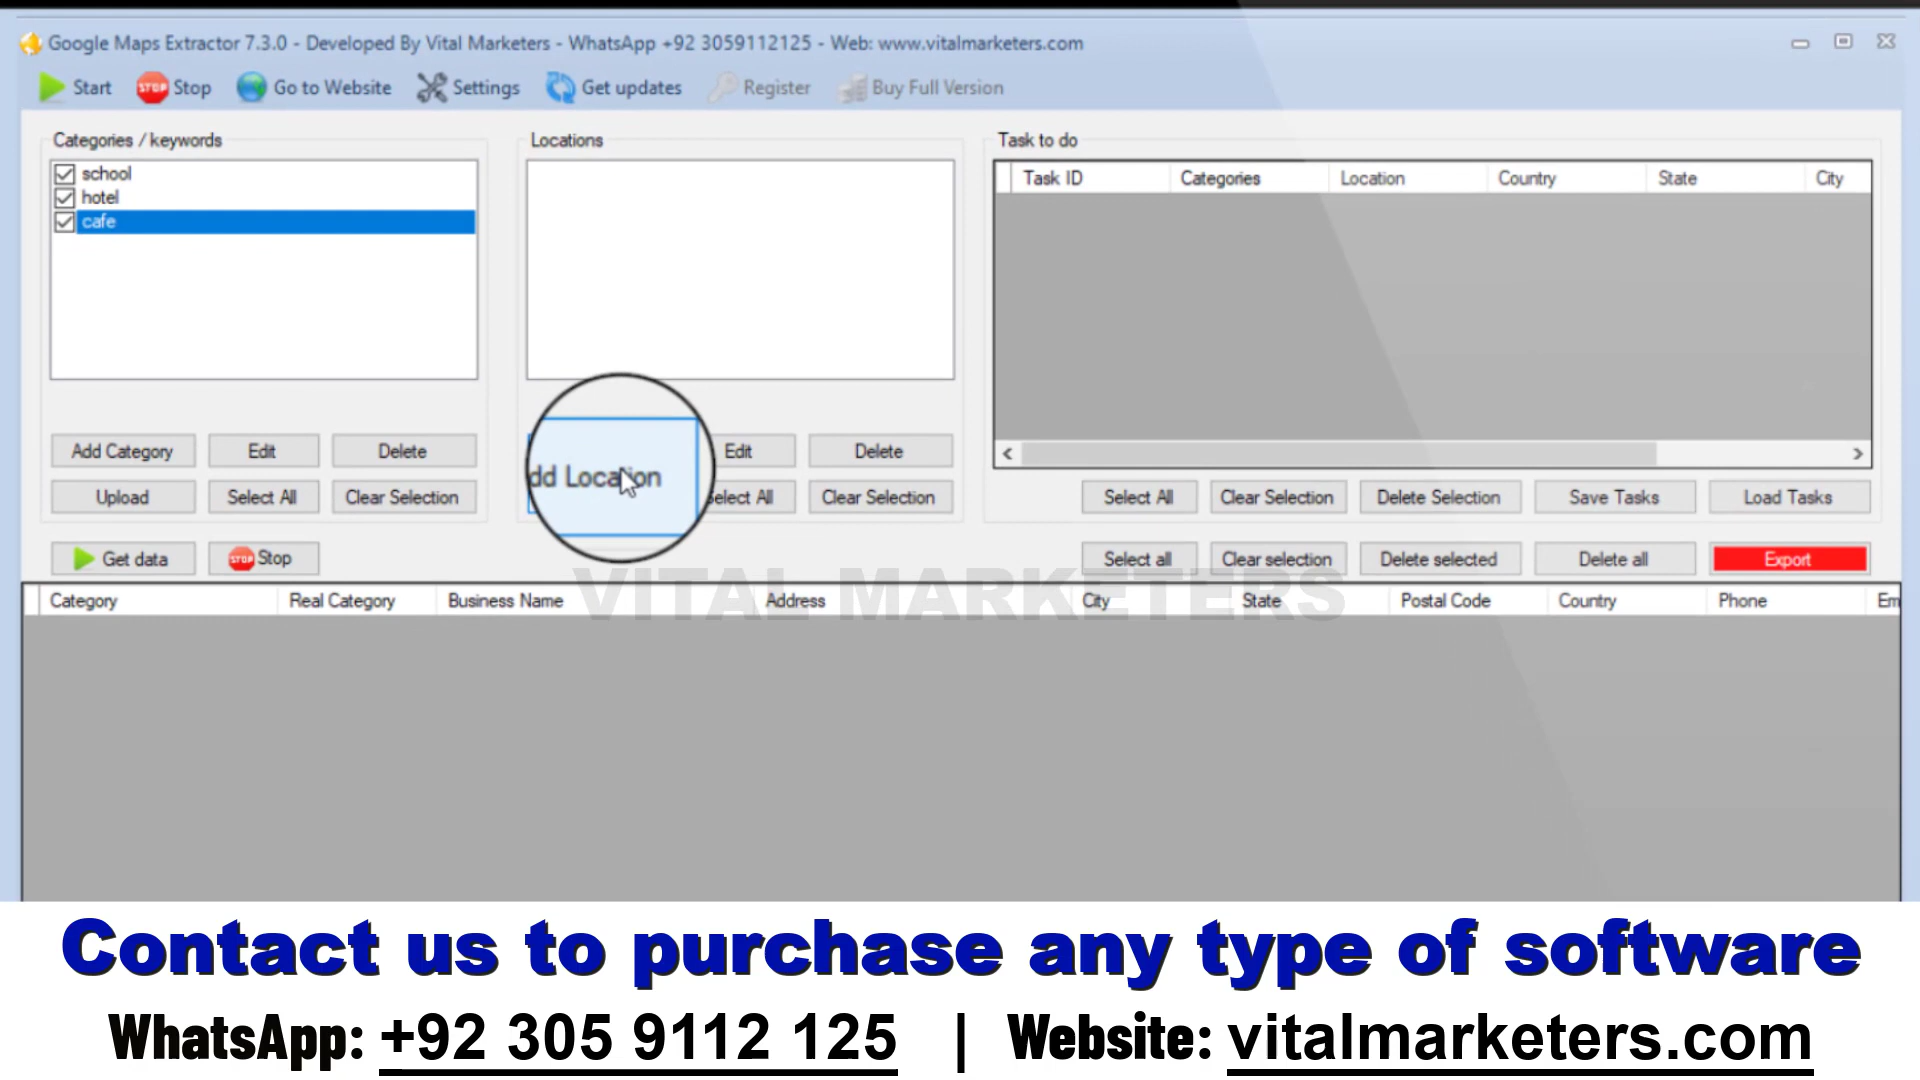 Google Maps Extractor 7.3.0 - Developed By Vital Marketers - WhatsApp +92 3059112125 - Web: www.vitalmarketers.com
Start STOP Stop Go to Website Settings Get updates Register Buy Full Version
Categories / keywords Locations Task to do
school
hotel
cafe
Task ID Categories Location Country State City
Add Category Edit Delete dd Location Edit Delete
Upload Select All Clear Selection Select All Clear Selection Select All Clear Selection Delete Selection Save Tasks Load Tasks
Get data STOP Stop Select all Clear selection Delete selected Delete all Export
VITAL MARKETERS
Category Real Category Business Name Address City State Postal Code Country Phone Em
Contact us to purchase any type of software
WhatsApp: +92 305 9112 125 | Website: vitalmarketers.com